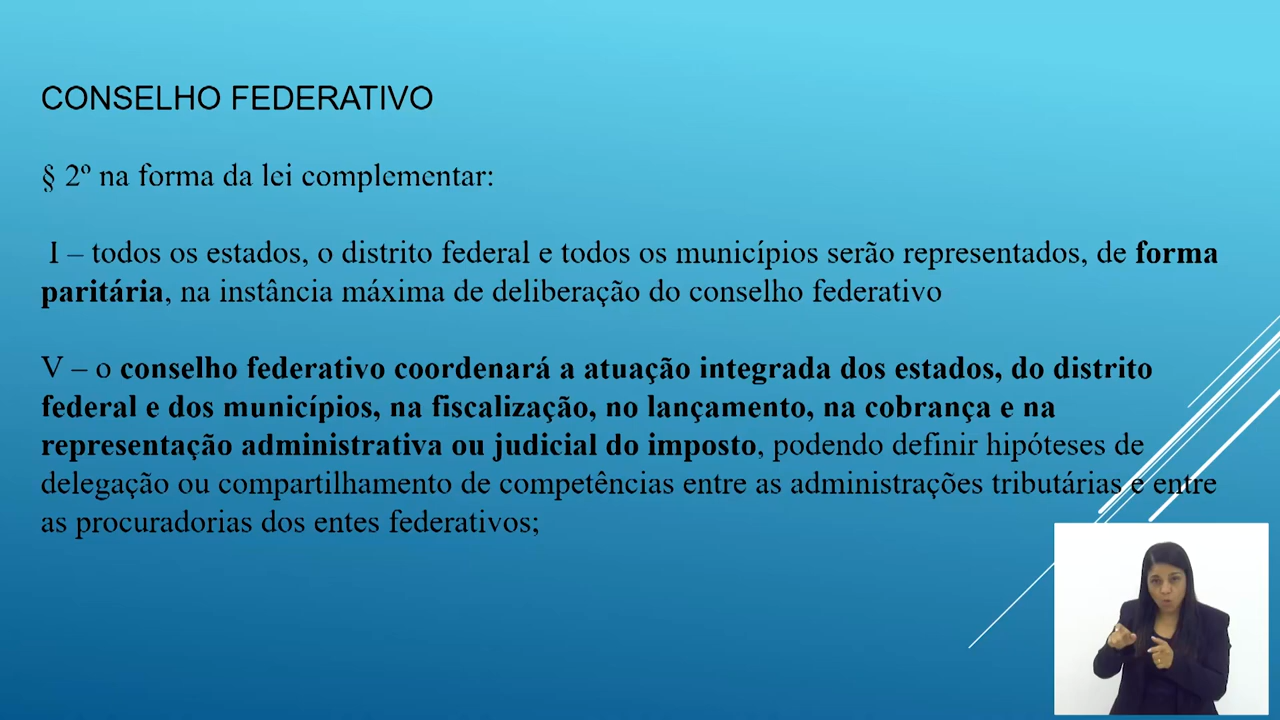 CONSELHO FEDERATIVO
§ 2º na forma da lei complementar:
I – todos os estados, o distrito federal e todos os municípios serão representados, de forma
paritária, na instância máxima de deliberação do conselho federativo
V – o conselho federativo coordenará a atuação integrada dos estados, do distrito
federal e dos municípios, na fiscalização, no lançamento, na cobrança e na
representação administrativa ou judicial do imposto, podendo definir hipóteses de
delegação ou compartilhamento de competências entre as administrações tributárias e entre
as procuradorias dos entes federativos;